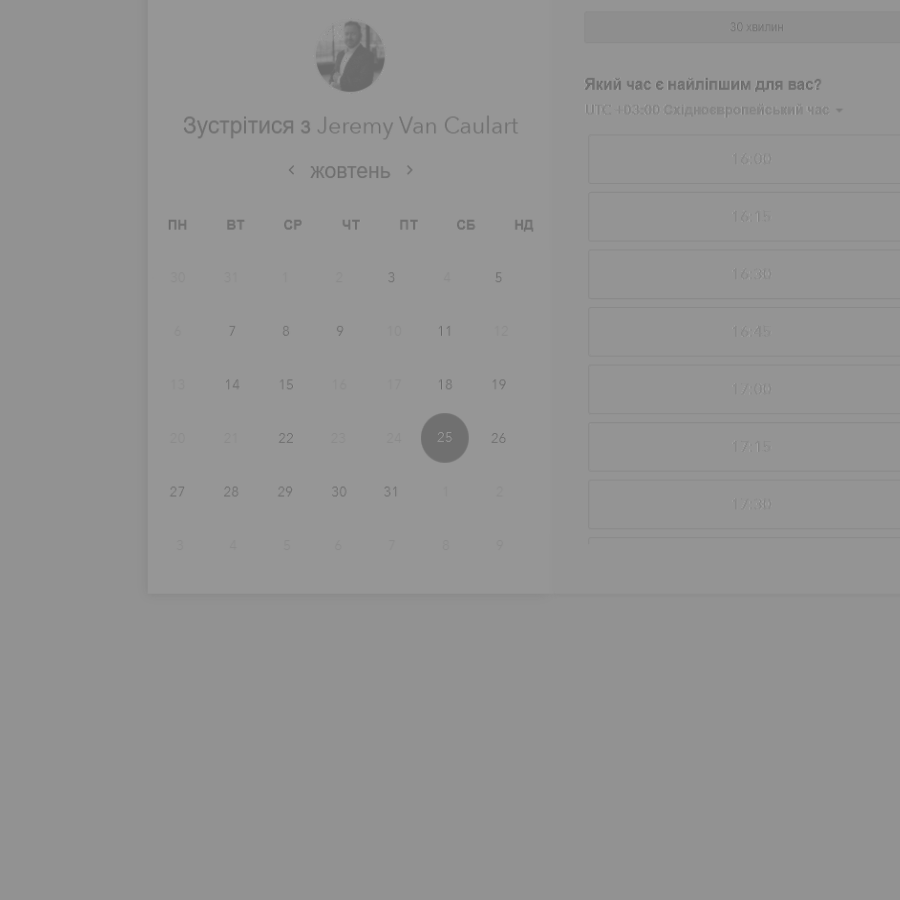 Зустрітися з Jeremy Van Caulart
жовтень
ПН ВТ СР ЧТ ПТ СБ НД
30 31 1 2 3 4 5
6 7 8 9 10 11 12
13 14 15 16 17 18 19
20 21 22 23 24 25 26
27 28 29 30 31 1 2
3 4 5 6 7 8 9
30 хвилин
Який час є найліпшим для вас?
UTC +03:00 Східноєвропейський час
16:00
16:15
16:30
16:45
17:00
17:15
17:30